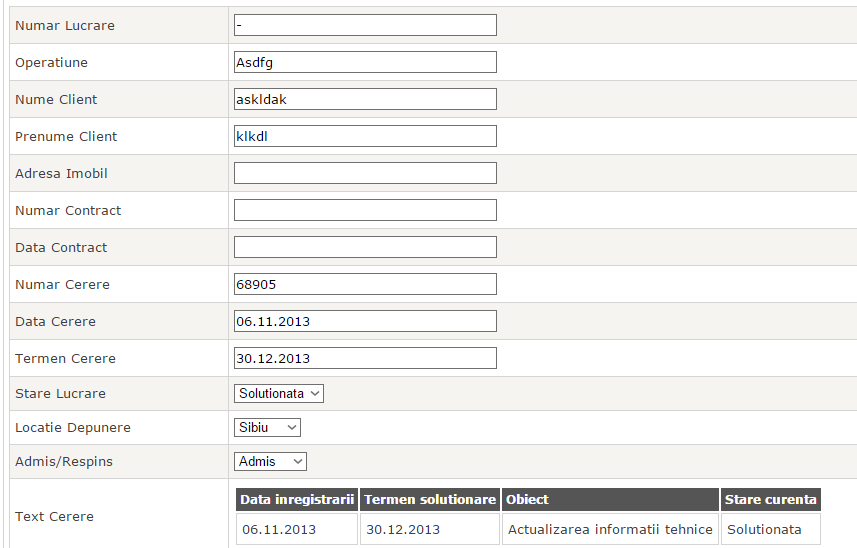 Numar Lucrare -
Operatiune Asdfg
Nume Client askldak
Prenume Client klkdl
Adresa Imobil
Numar Contract
Data Contract
Numar Cerere 68905
Data Cerere 06.11.2013
Termen Cerere 30.12.2013
Stare Lucrare Solutionata
Locatie Depunere Sibiu
Admis/Respins Admis
Text Cerere
Data inregistrarii Termen solutionare Obiect Stare curenta
06.11.2013 30.12.2013 Actualizarea informatii tehnice Solutionata